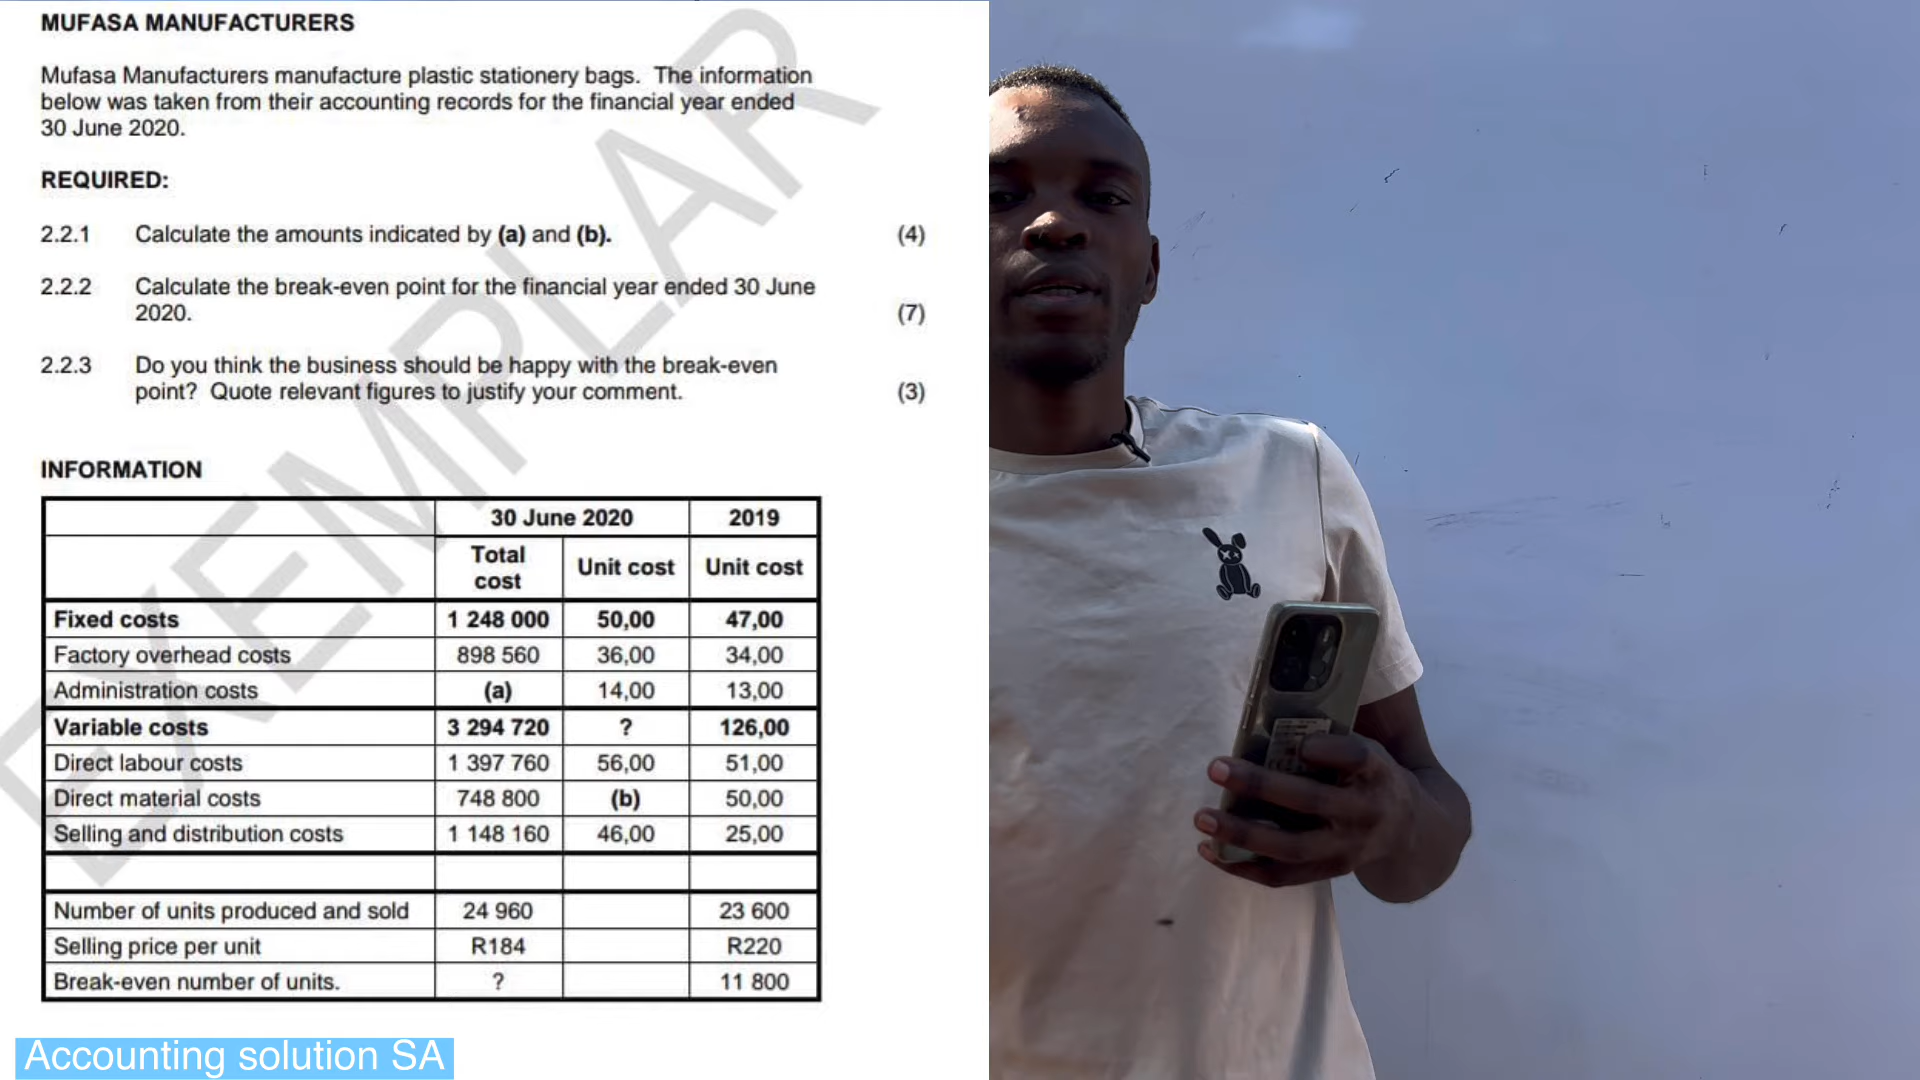 MUFASA MANUFACTURERS
Mufasa Manufacturers manufacture plastic stationery bags. The information
below was taken from their accounting records for the financial year ended
30 June 2020.
REQUIRED:
2.2.1 Calculate the amounts indicated by (a) and (b). (4)
2.2.2 Calculate the break-even point for the financial year ended 30 June
2020. (7)
2.2.3 Do you think the business should be happy with the break-even
point? Quote relevant figures to justify your comment. (3)
INFORMATION
30 June 2020 2019
Total
cost Unit cost Unit cost
Fixed costs 1 248 000 50,00 47,00
Factory overhead costs 898 560 36,00 34,00
Administration costs (a) 14,00 13,00
Variable costs 3 294 720 ? 126,00
Direct labour costs 1 397 760 56,00 51,00
Direct material costs 748 800 (b) 50,00
Selling and distribution costs 1 148 160 46,00 25,00
Number of units produced and sold 24 960 23 600
Selling price per unit R184 R220
Break-even number of units. ? 11 800
EXEMPLAR
Accounting solution SA